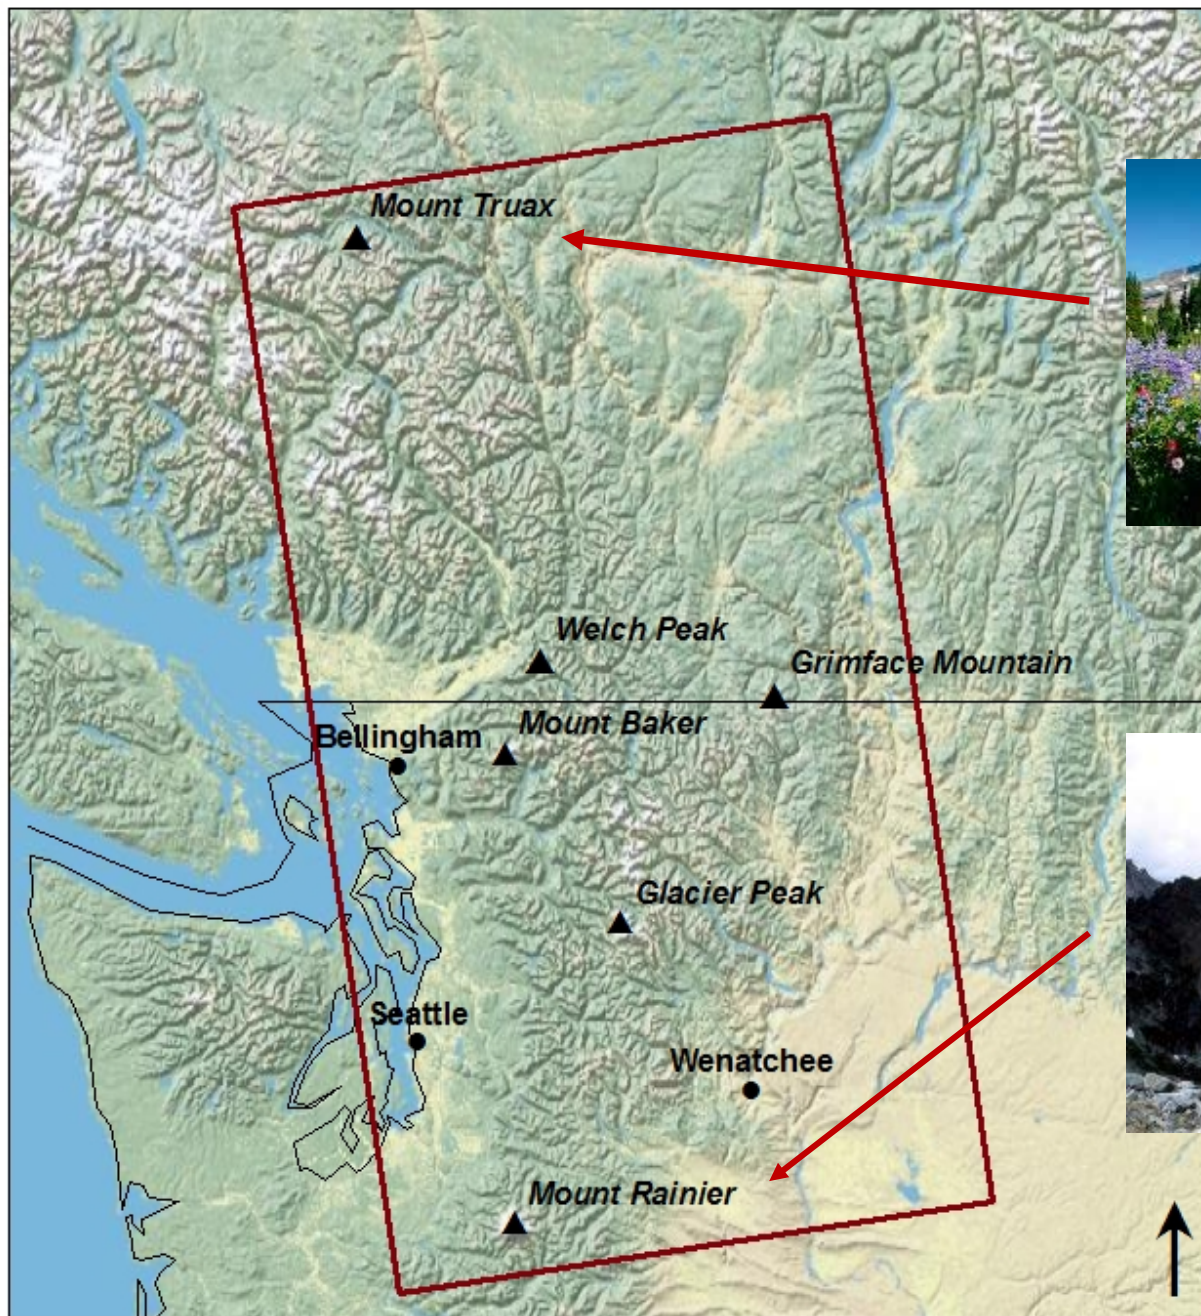 Mount Truax
Welch Peak
Grimface Mountain
Mount Baker
Bellingham
Glacier Peak
Seattle
Wenatchee
Mount Rainier